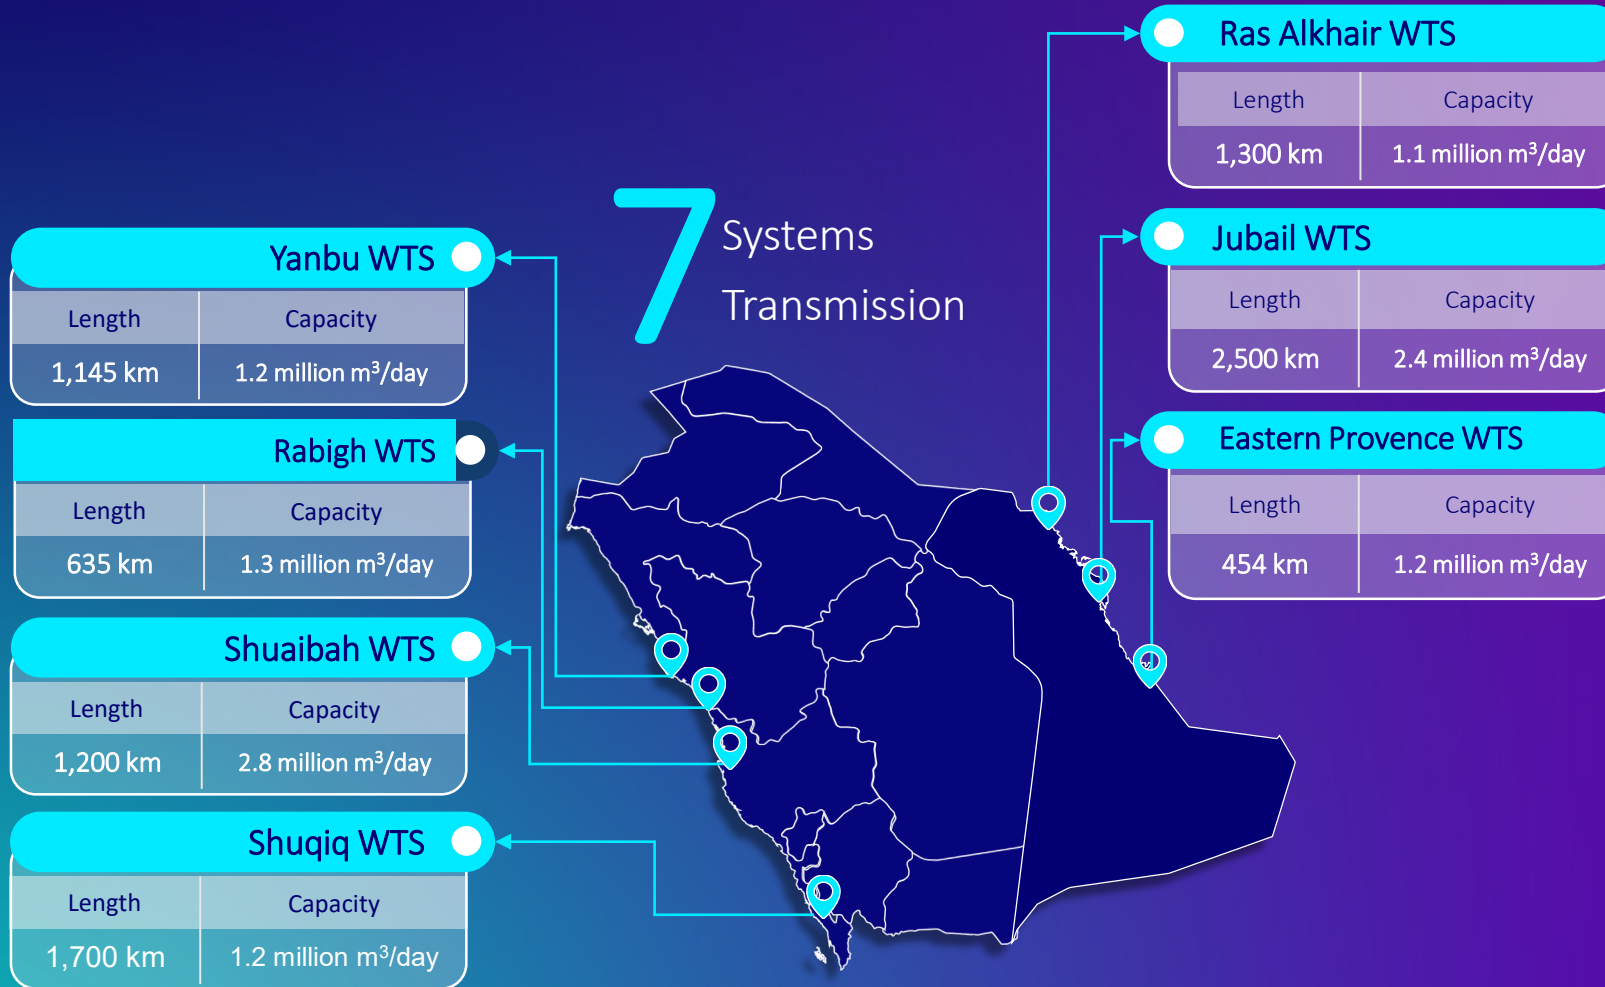 7 Systems
Transmission
Yanbu WTS
Length Capacity
1,145 km 1.2 million m³/day
Rabigh WTS
Length Capacity
635 km 1.3 million m³/day
Shuaibah WTS
Length Capacity
1,200 km 2.8 million m³/day
Shuqiq WTS
Length Capacity
1,700 km 1.2 million m³/day
Ras Alkhair WTS
Length Capacity
1,300 km 1.1 million m³/day
Jubail WTS
Length Capacity
2,500 km 2.4 million m³/day
Eastern Provence WTS
Length Capacity
454 km 1.2 million m³/day